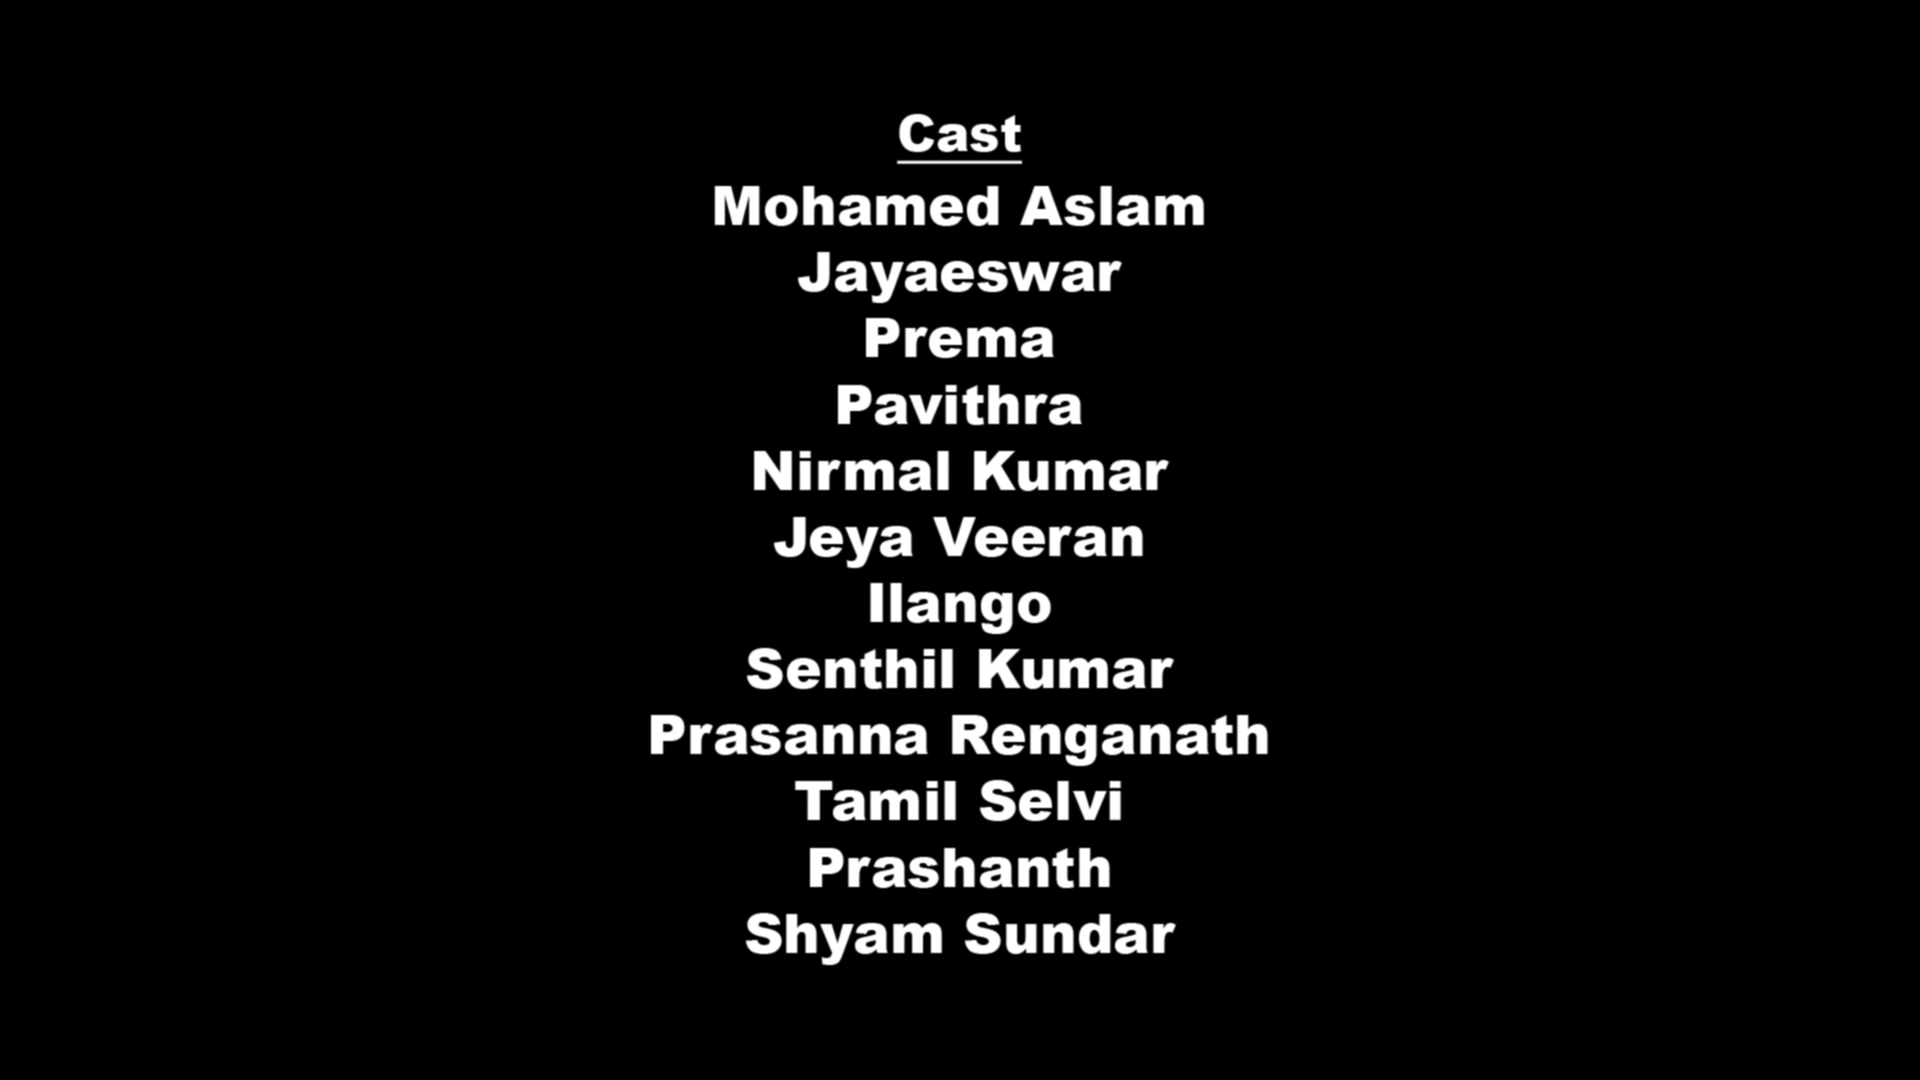 Cast
Mohamed Aslam
Jayaeswar
Prema
Pavithra
Nirmal Kumar
Jeya Veeran
Ilango
Senthil Kumar
Prasanna Renganath
Tamil Selvi
Prashanth
Shyam Sundar